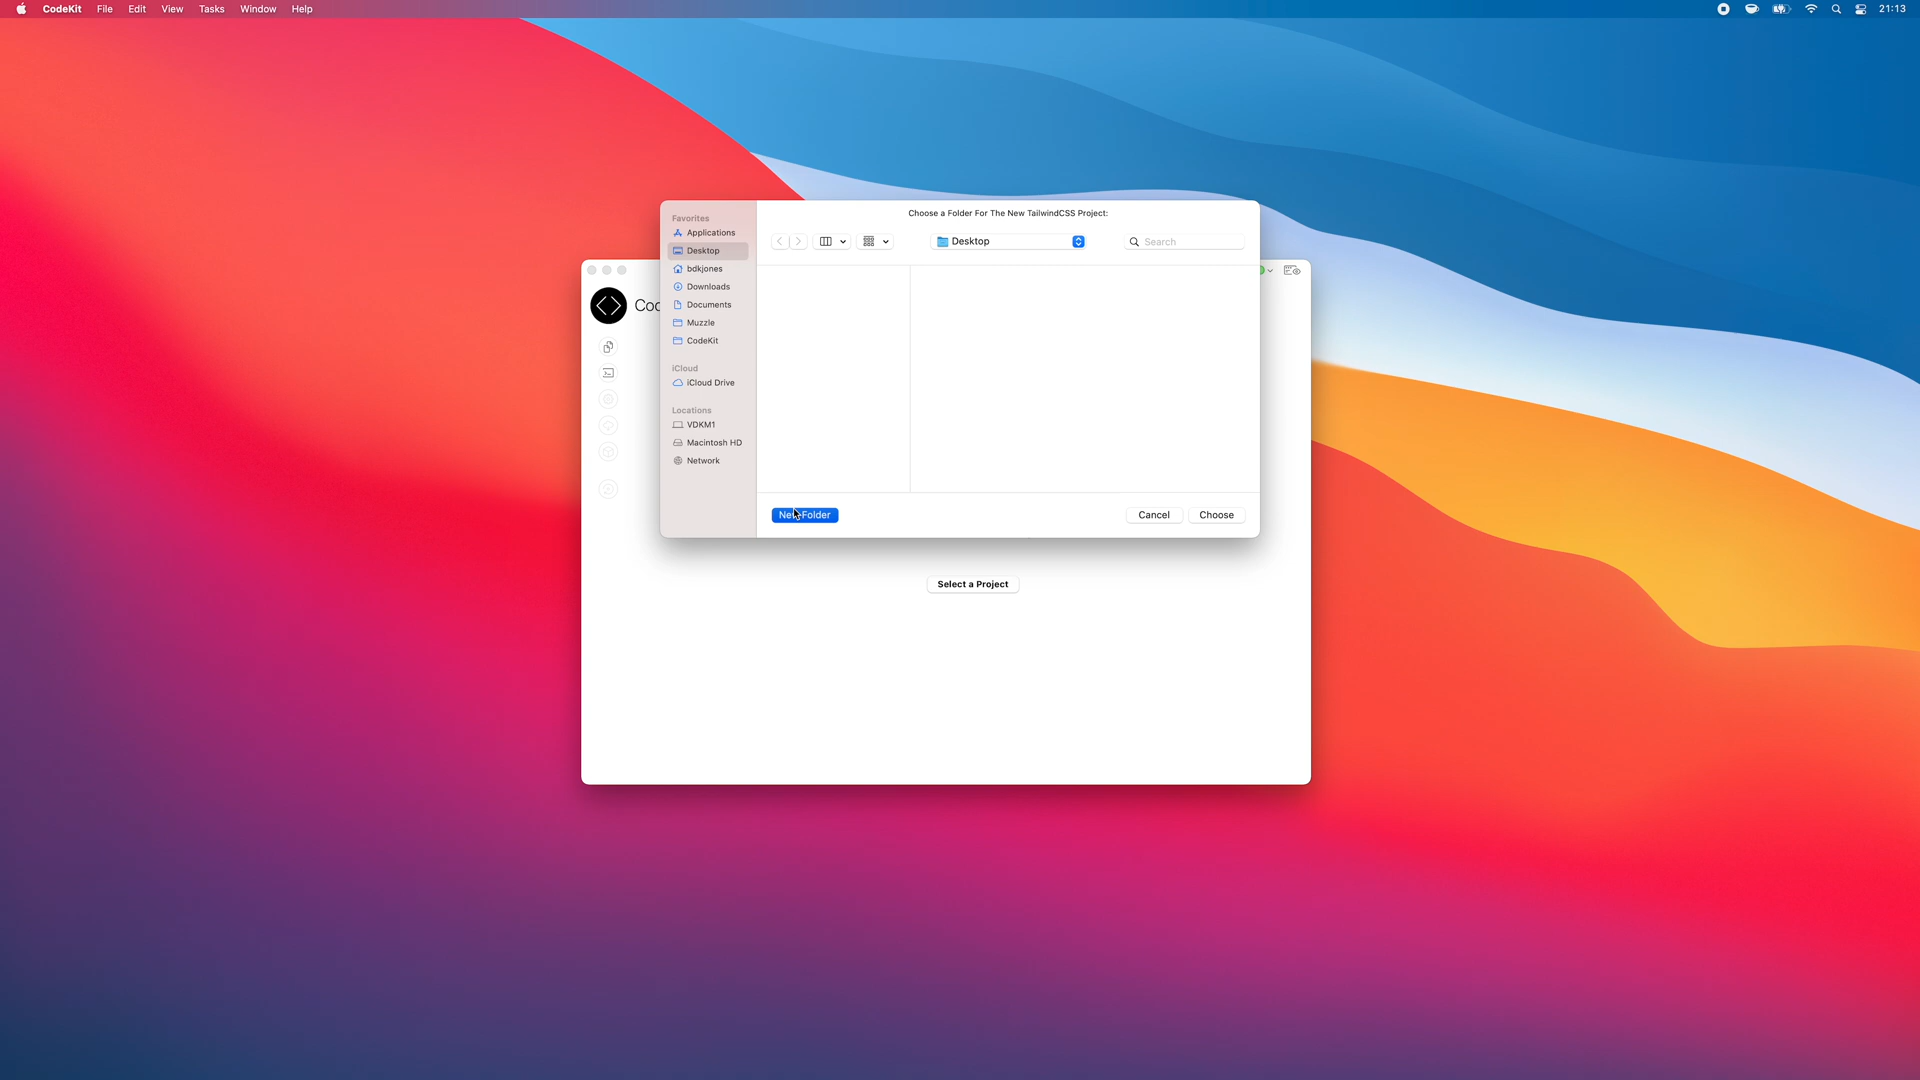 CodeKit File Edit View Tasks Window Help 21:13
Choose a Folder For The New TailwindCSS Project:
Favorites
Applications
Desktop
bdkjones
Downloads
Documents
Muzzle
CodeKit
iCloud
iCloud Drive
Locations
VDKM1
Macintosh HD
Network
Desktop
Search
New Folder
Cancel
Choose
Select a Project